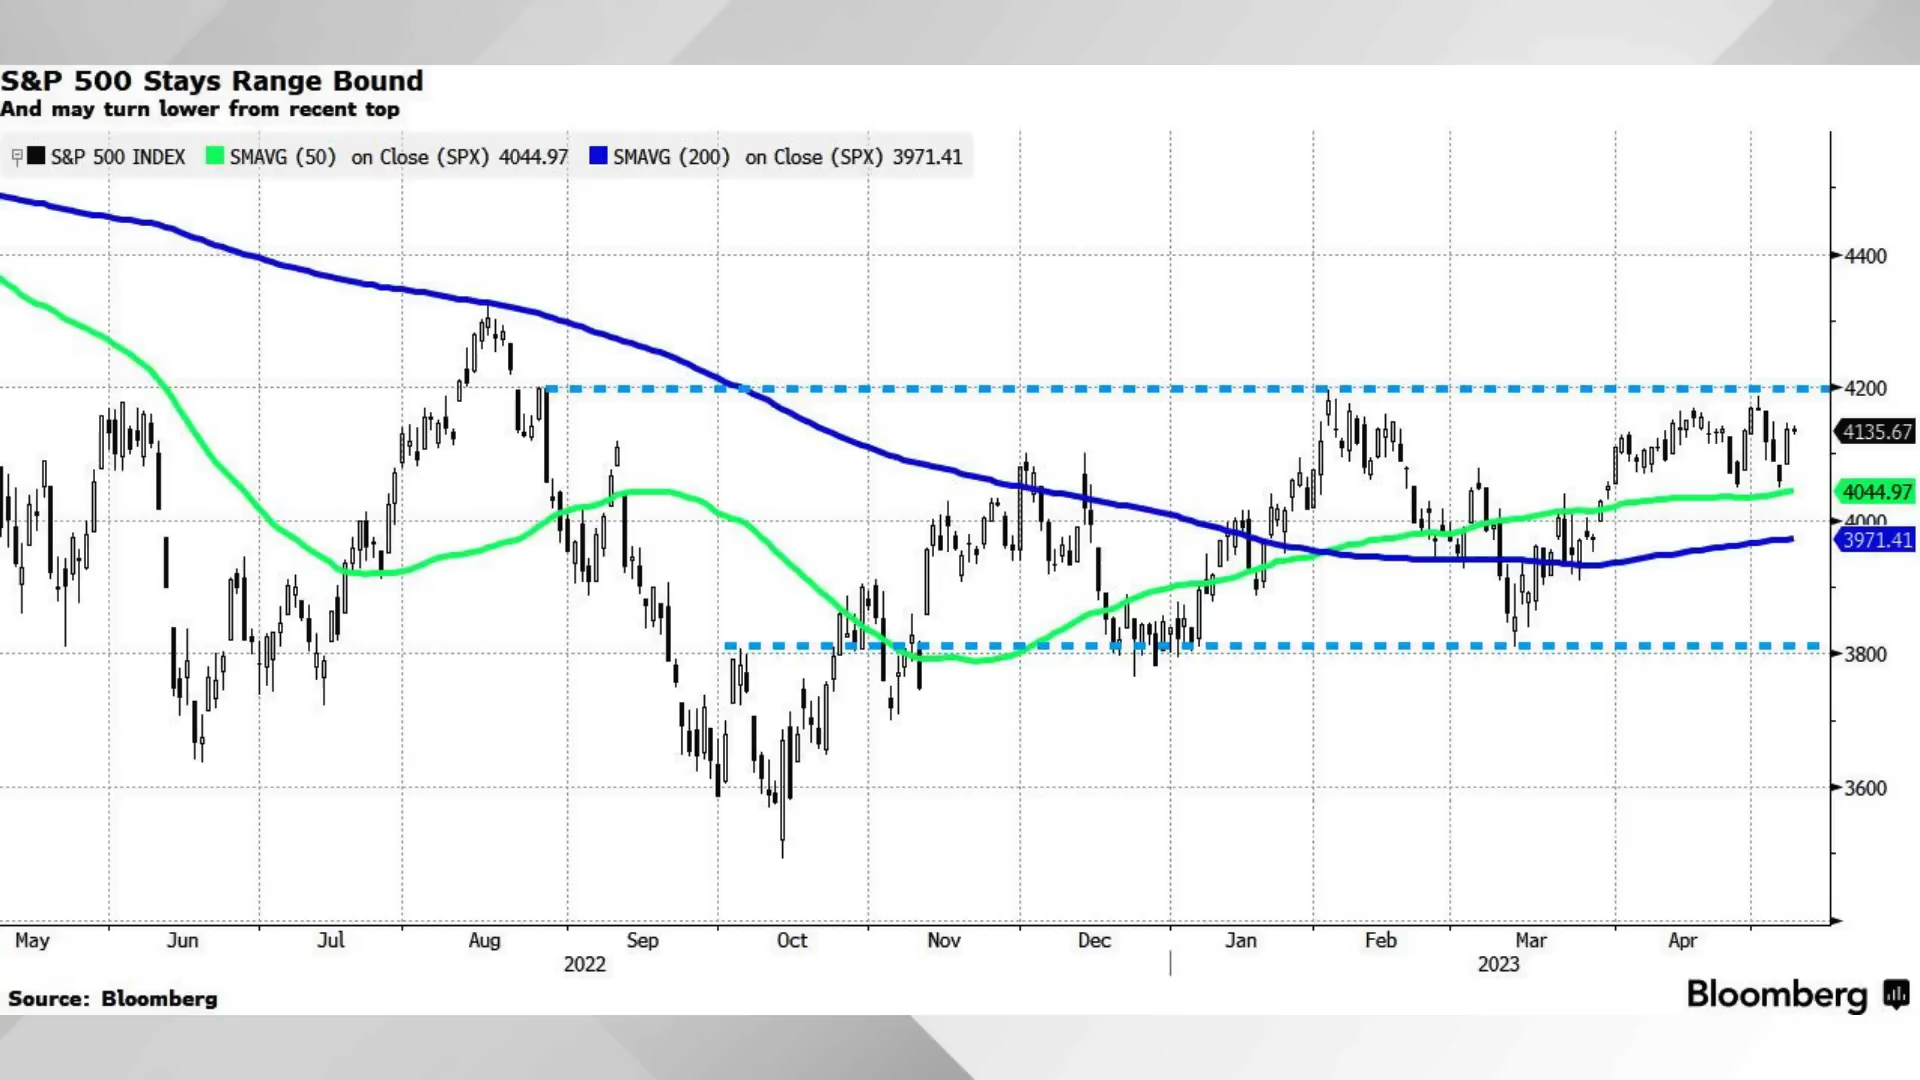 S&P 500 Stays Range Bound
And may turn lower from recent top
S&P 500 INDEX SMAVG (50) on Close (SPX) 4044.97 SMAVG (200) on Close (SPX) 3971.41
4400
4200
4135.67
4044.97
4000
3971.41
3800
3600
May Jun Jul Aug Sep Oct Nov Dec Jan Feb Mar Apr
2022 2023
Source: Bloomberg
Bloomberg